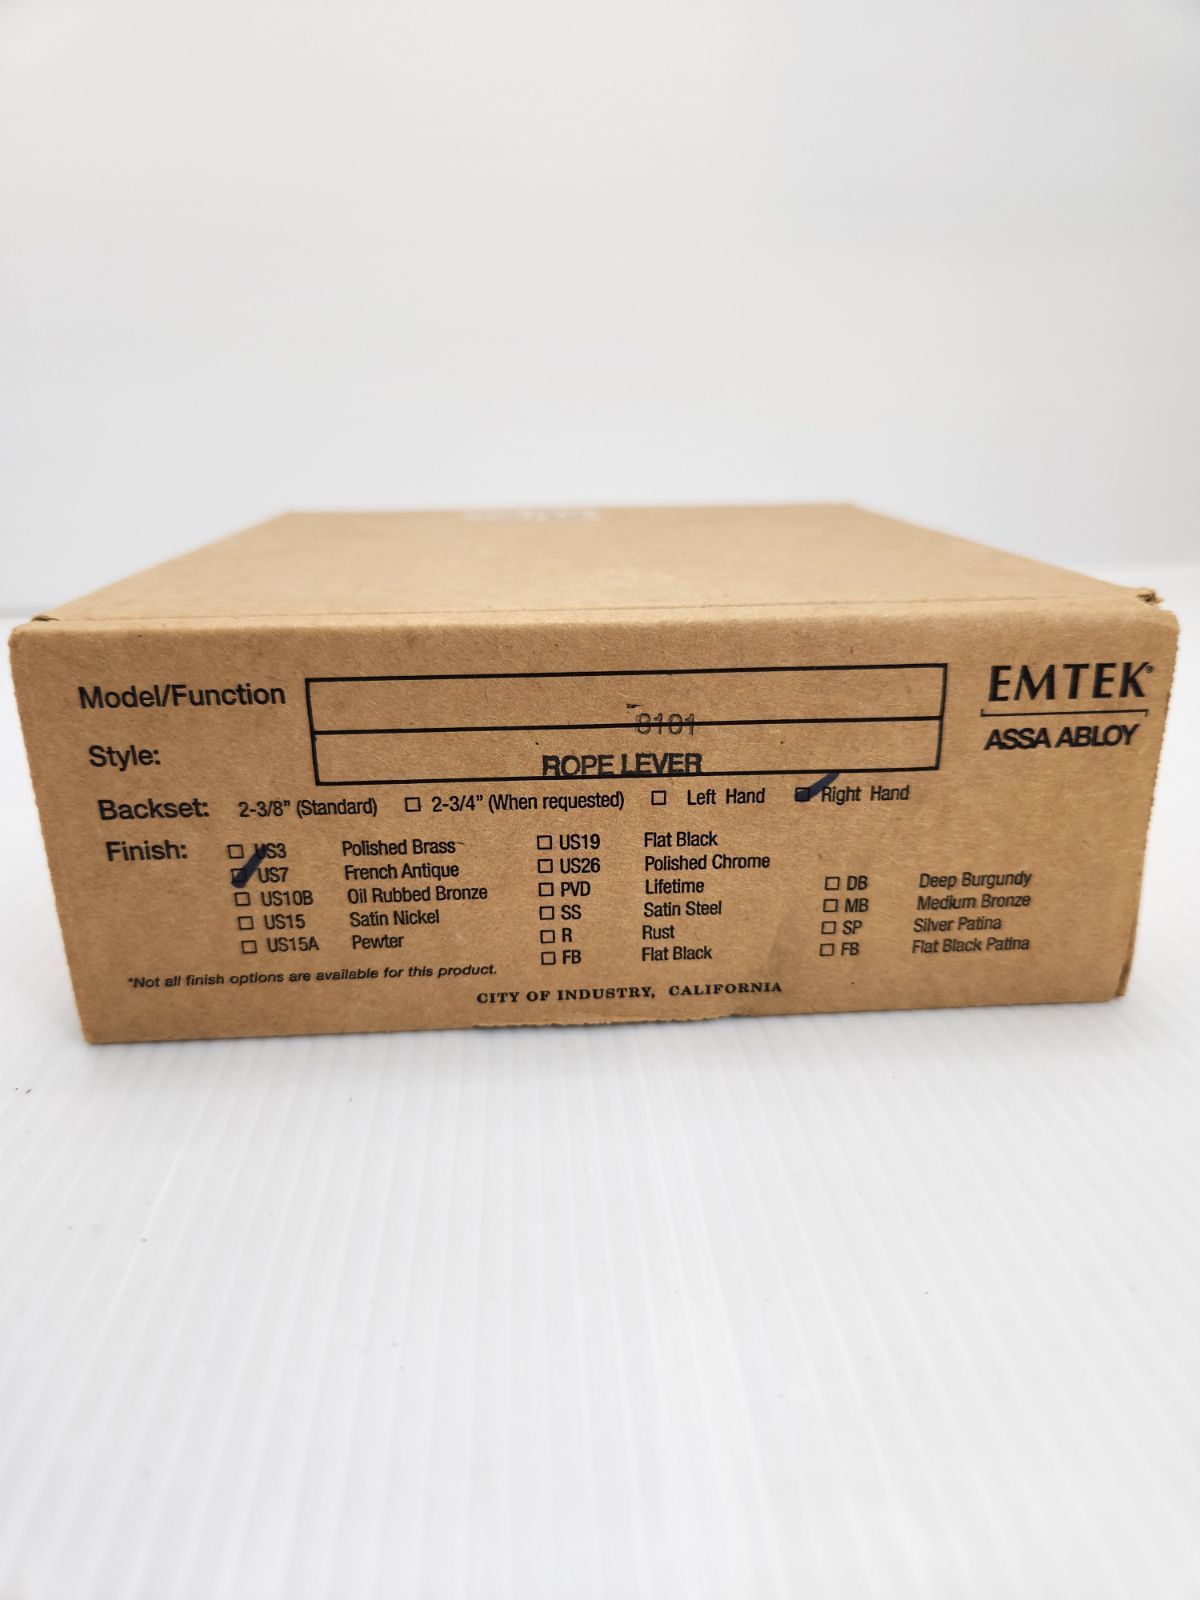 Model/Function
8101
EMTEK®
Style:
ROPE LEVER
ASSA ABLOY
Backset: 2-3/8" (Standard) ☐ 2-3/4" (When requested) ☐ Left Hand ☑ Right Hand
Finish: ☐ US3 Polished Brass ☐ US19 Flat Black
☑ US7 French Antique ☐ US26 Polished Chrome
☐ US10B Oil Rubbed Bronze ☐ PVD Lifetime ☐ DB Deep Burgundy
☐ US15 Satin Nickel ☐ SS Satin Steel ☐ MB Medium Bronze
☐ US15A Pewter ☐ R Rust ☐ SP Silver Patina
☐ FB Flat Black ☐ FB Flat Black Patina
*Not all finish options are available for this product.
CITY OF INDUSTRY, CALIFORNIA